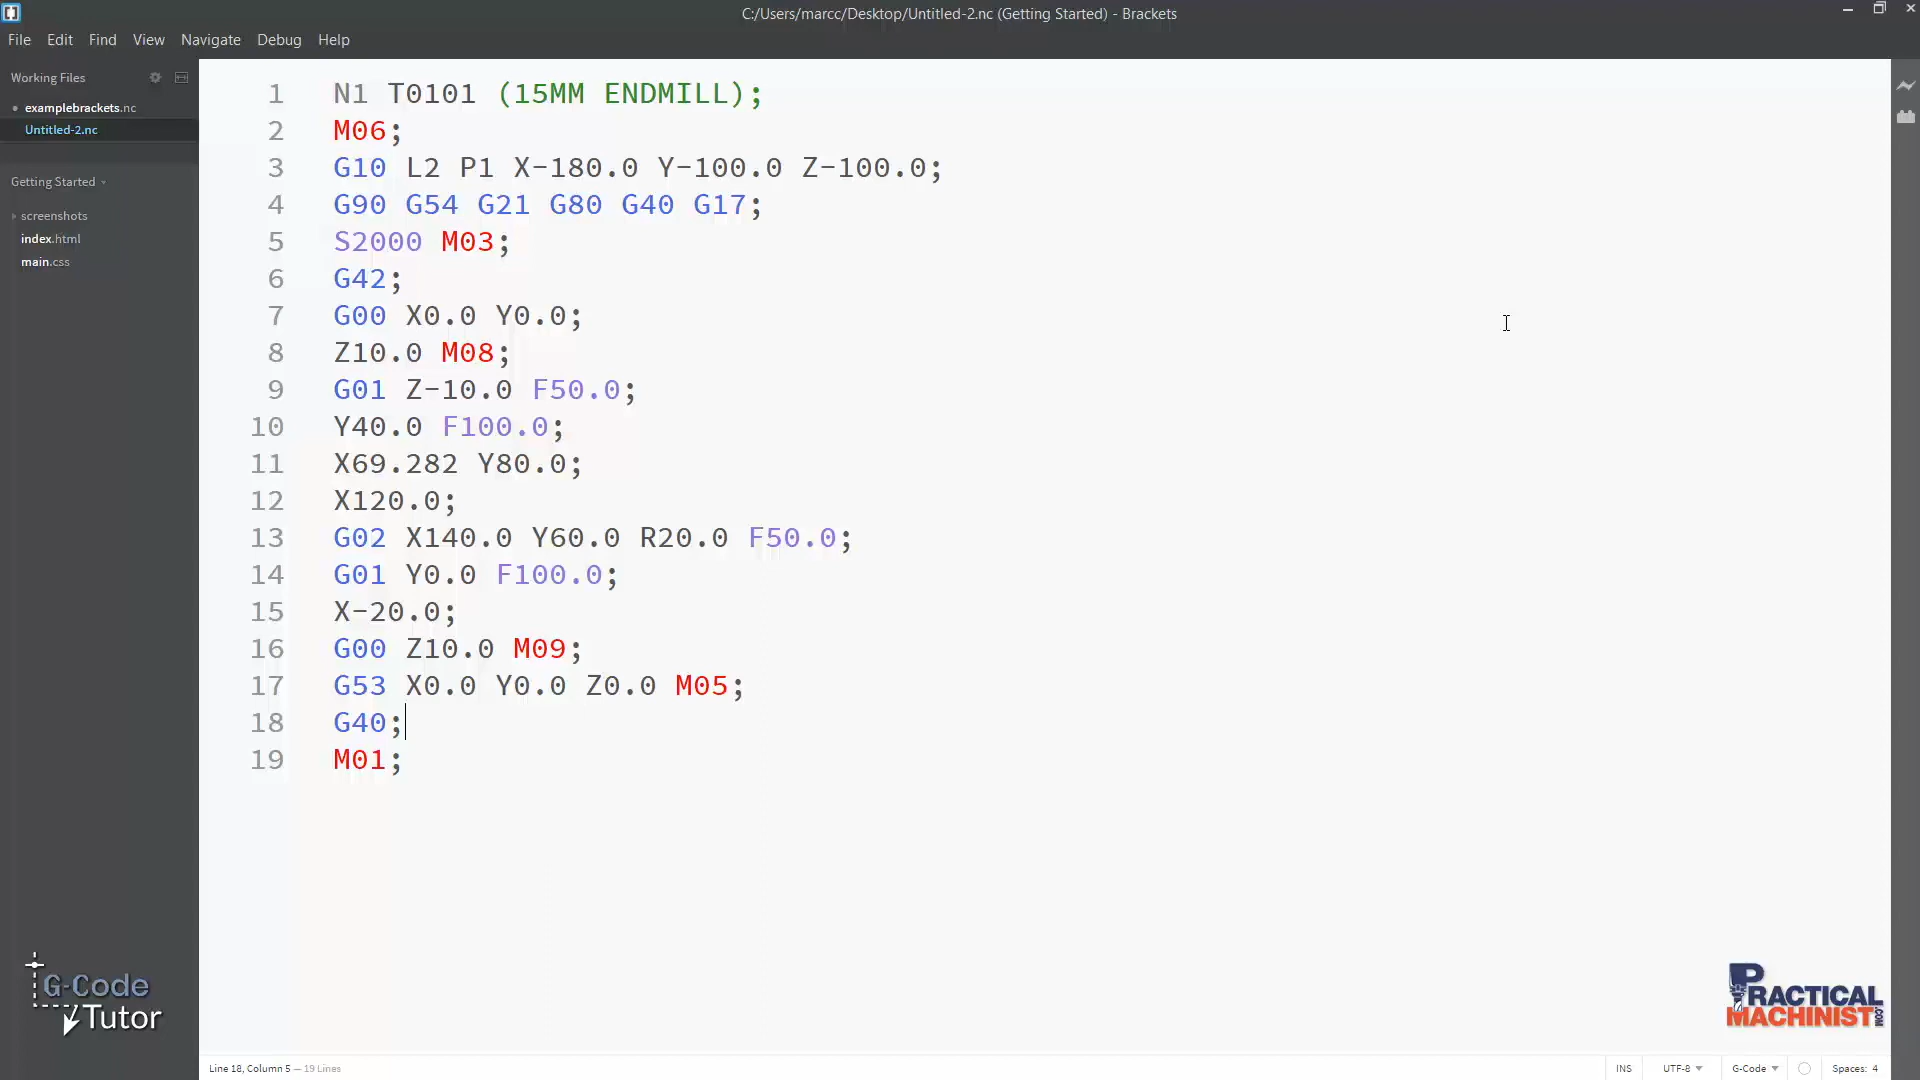 C:/Users/marcc/Desktop/Untitled-2.nc (Getting Started) - Brackets
File Edit Find View Navigate Debug Help
Working Files
examplebrackets.nc
Untitled-2.nc
Getting Started
screenshots
index.html
main.css
1 N1 T0101 (15MM ENDMILL);
2 M06;
3 G10 L2 P1 X-180.0 Y-100.0 Z-100.0;
4 G90 G54 G21 G80 G40 G17;
5 S2000 M03;
6 G42;
7 G00 X0.0 Y0.0;
8 Z10.0 M08;
9 G01 Z-10.0 F50.0;
10 Y40.0 F100.0;
11 X69.282 Y80.0;
12 X120.0;
13 G02 X140.0 Y60.0 R20.0 F50.0;
14 G01 Y0.0 F100.0;
15 X-20.0;
16 G00 Z10.0 M09;
17 G53 X0.0 Y0.0 Z0.0 M05;
18 G40;
19 M01;
G-Code
Tutor
PRACTICAL
MACHINIST.COM
Line 18, Column 5 — 19 Lines
INS UTF-8 G-Code Spaces: 4